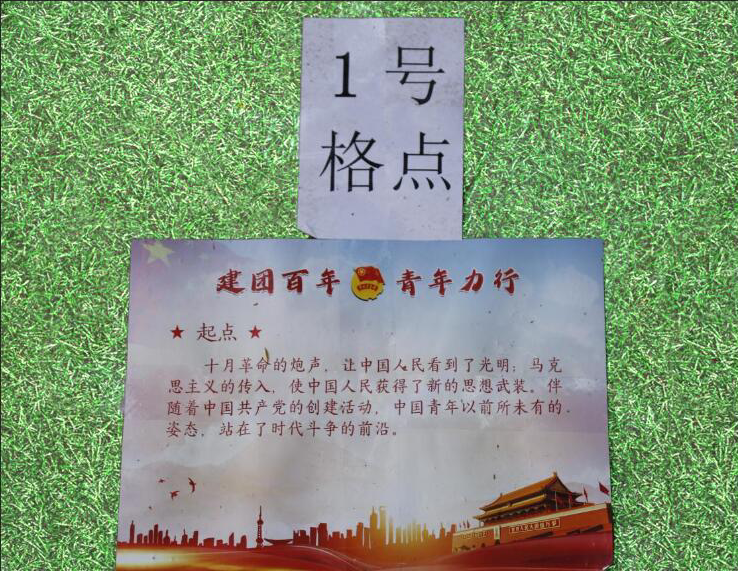 1号
格点
建团百年 青年力行
★ 起点 ★
十月革命的炮声，让中国人民看到了光明；马克
思主义的传入，使中国人民获得了新的思想武装。伴
随着中国共产党的创建活动，中国青年以前所未有的
姿态，站在了时代斗争的前沿。